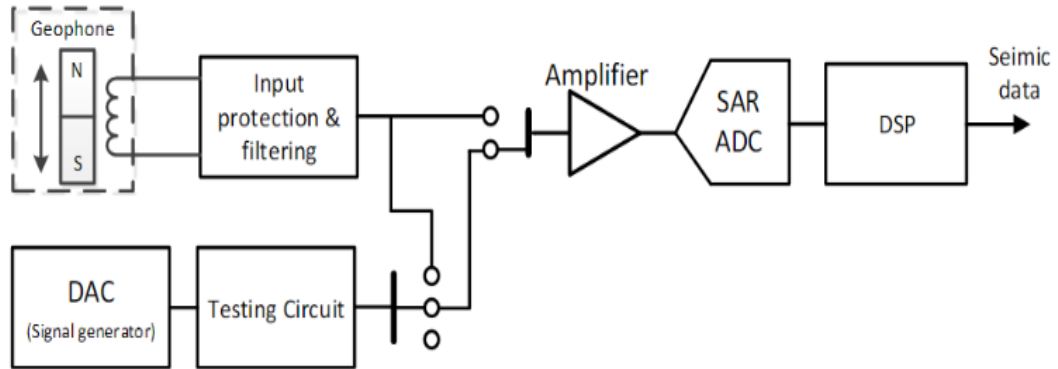 Geophone
N
S
Input
protection &
filtering
Amplifier
SAR
ADC
DSP
Seimic
data
DAC
(Signal generator)
Testing Circuit